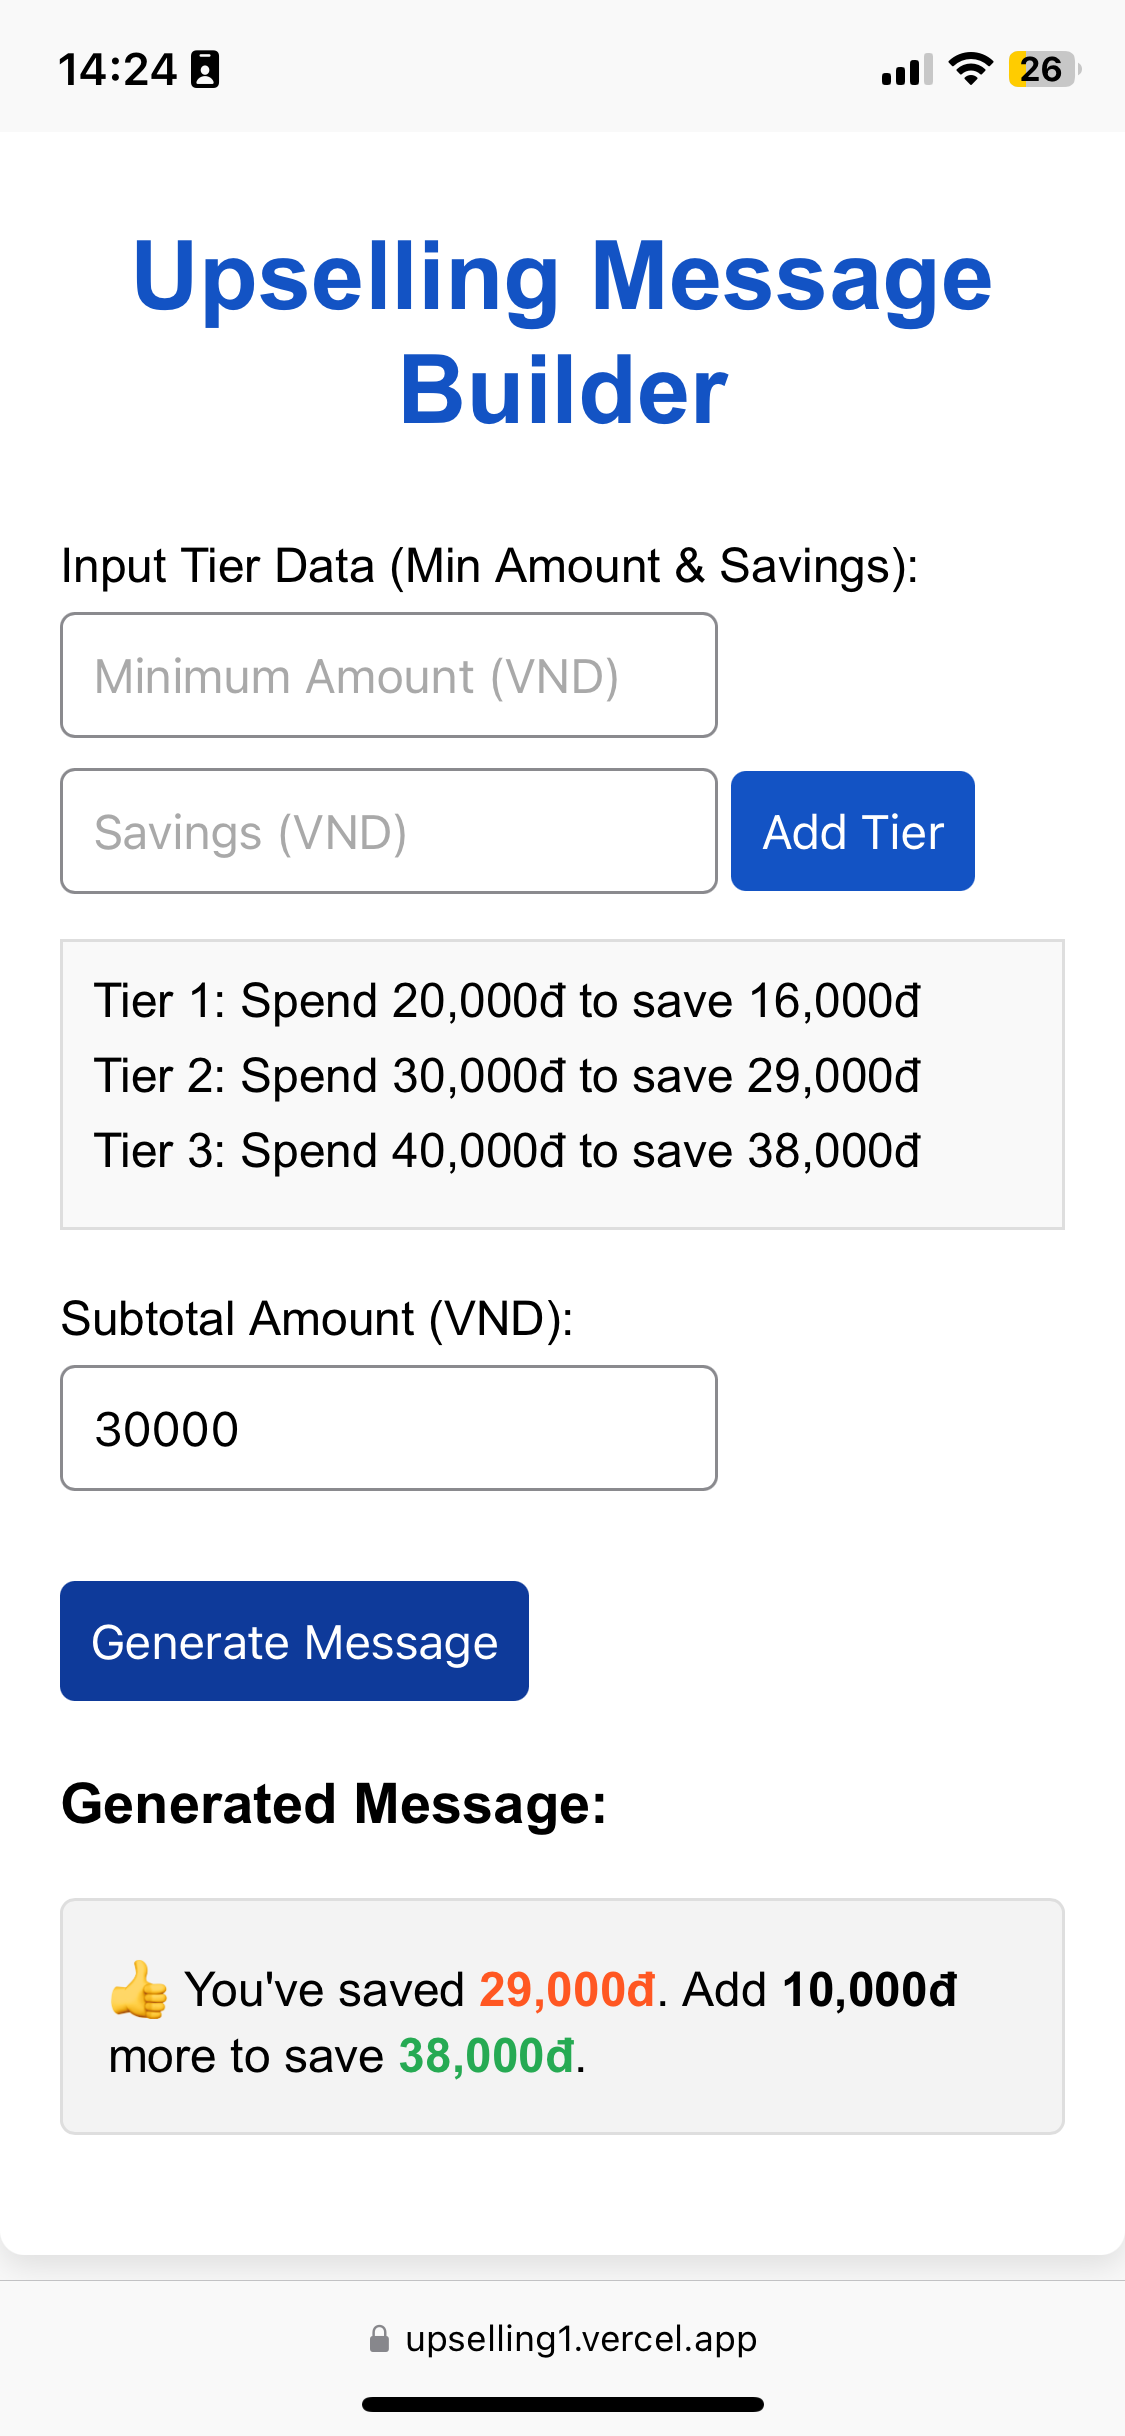 14:24
26
Upselling Message
Builder
Input Tier Data (Min Amount & Savings):
Minimum Amount (VND)
Savings (VND)
Add Tier
Tier 1: Spend 20,000đ to save 16,000đ
Tier 2: Spend 30,000đ to save 29,000đ
Tier 3: Spend 40,000đ to save 38,000đ
Subtotal Amount (VND):
30000
Generate Message
Generated Message:
👍 You've saved 29,000đ. Add 10,000đ
more to save 38,000đ.
upselling1.vercel.app